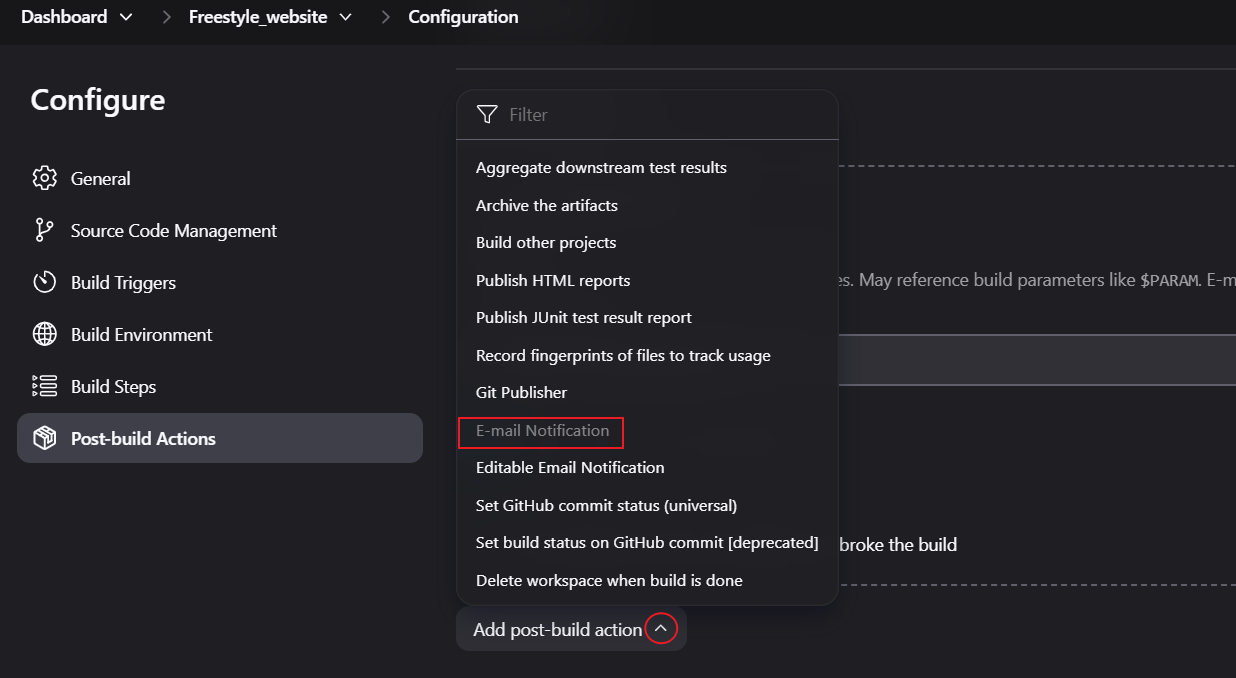 Dashboard
Freestyle_website
Configuration
Configure
General
Source Code Management
Build Triggers
Build Environment
Build Steps
Post-build Actions
Filter
Aggregate downstream test results
Archive the artifacts
Build other projects
Publish HTML reports
Publish JUnit test result report
Record fingerprints of files to track usage
Git Publisher
E-mail Notification
Editable Email Notification
Set GitHub commit status (universal)
Set build status on GitHub commit [deprecated]
Delete workspace when build is done
Add post-build action
es. May reference build parameters like $PARAM. E-m
broke the build